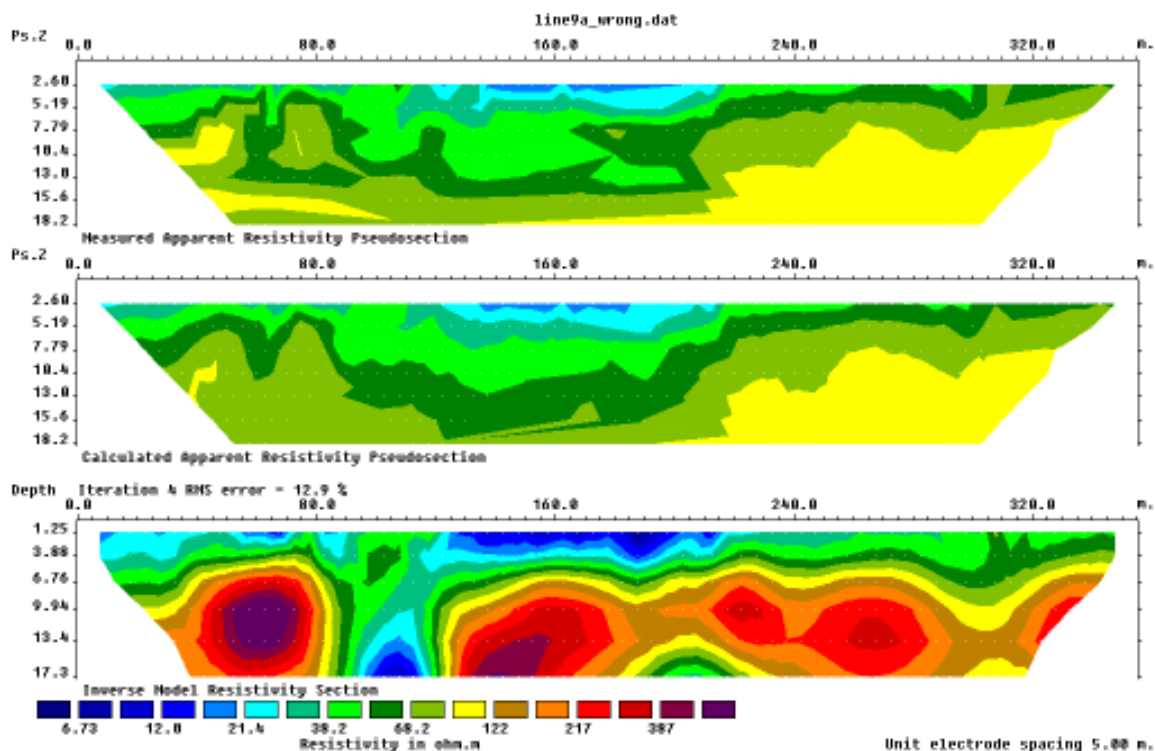 line9a_wrong.dat
Ps.Z 0.0 80.0 160.0 240.0 320.0 m.
2.60
5.19
7.79
10.4
13.0
15.6
18.2
Measured Apparent Resistivity Pseudosection
Ps.Z 0.0 80.0 160.0 240.0 320.0 m.
2.60
5.19
7.79
10.4
13.0
15.6
18.2
Calculated Apparent Resistivity Pseudosection
Depth Iteration 4 RMS error = 12.9 %
0.0 80.0 160.0 240.0 320.0 m.
1.25
3.88
6.76
9.94
13.4
17.3
Inverse Model Resistivity Section
6.73 12.0 21.4 38.2 68.2 122 217 387
Resistivity in ohm.m Unit electrode spacing 5.00 m.